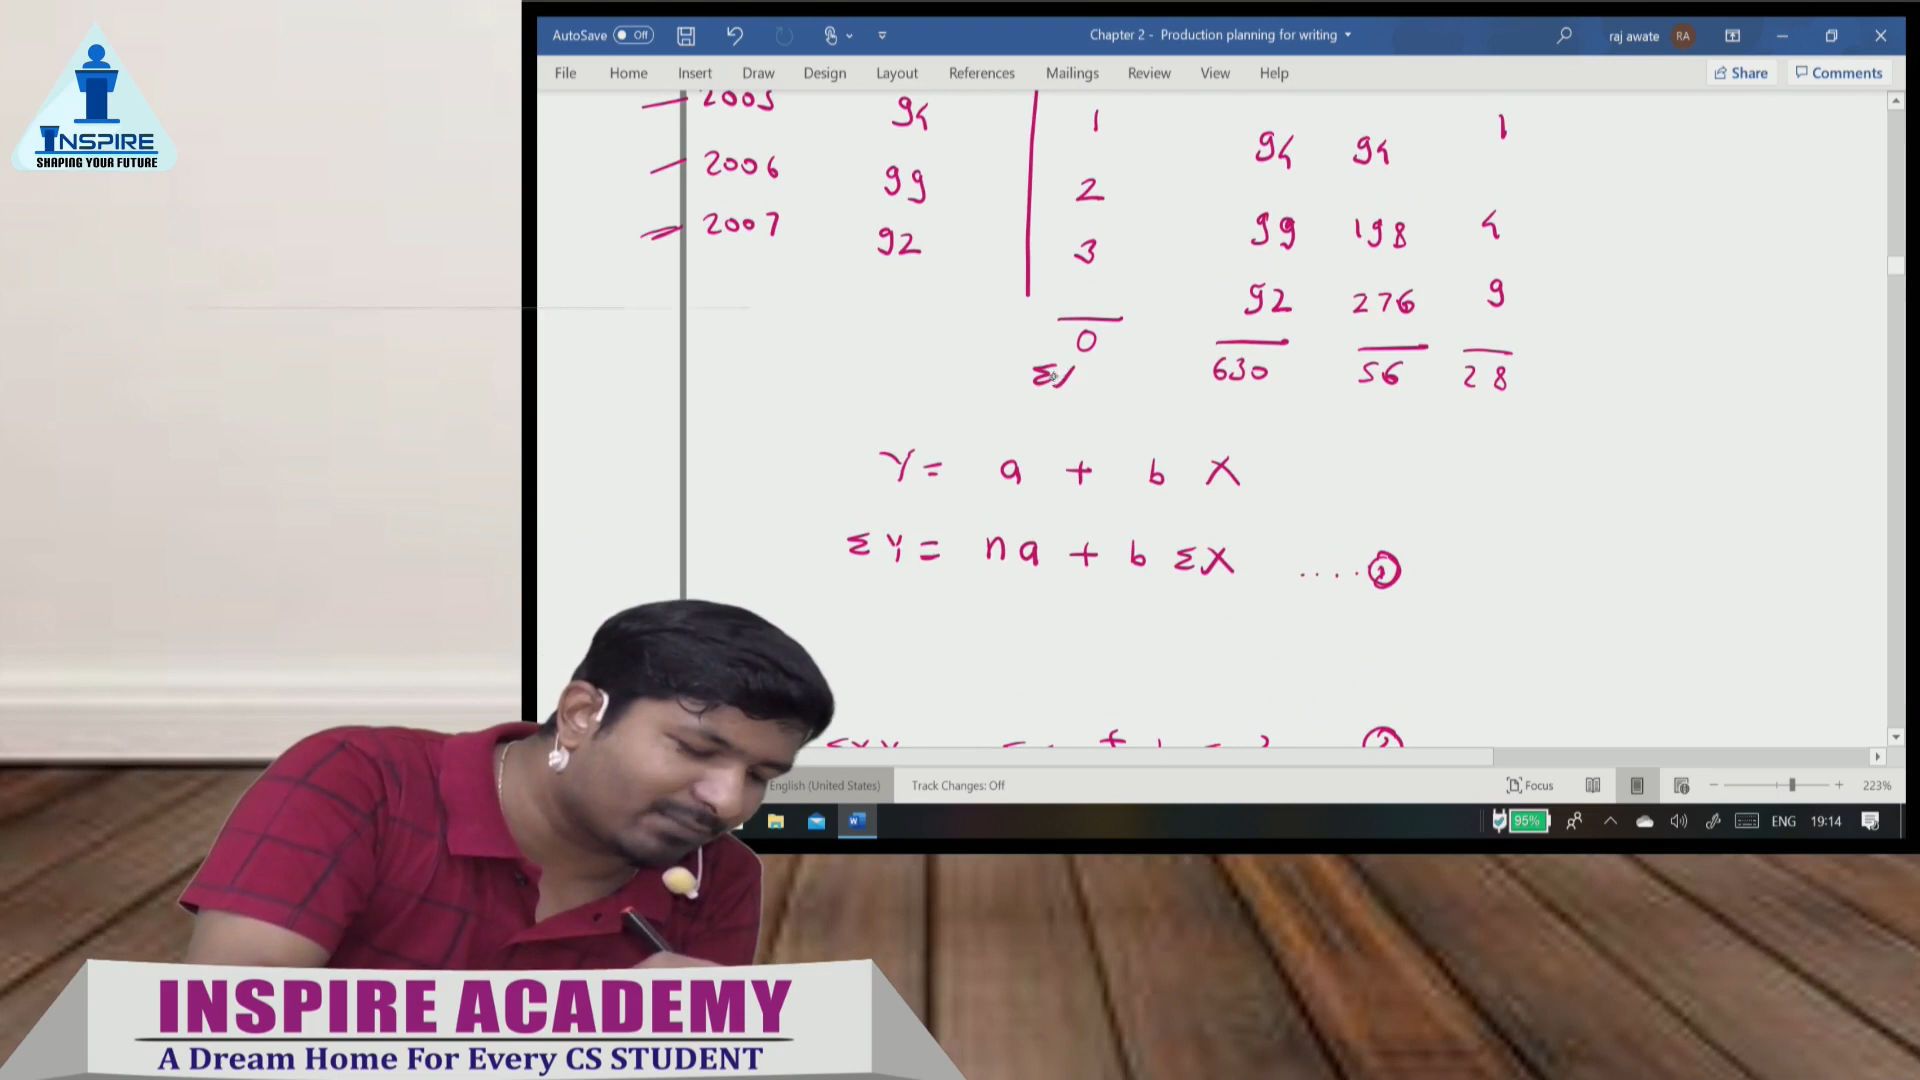 INSPIRE
SHAPING YOUR FUTURE
AutoSave Off
Chapter 2 - Production planning for writing
raj awate RA
File Home Insert Draw Design Layout References Mailings Review View Help Share Comments
2005 94 1 94 94 1
2006 99 2 99 198 4
2007 92 3 92 276 9
0 630 56 28
Σ
Y = a + b X
ΣY = na + b ΣX ....①
English (United States) Track Changes: Off Focus 223%
95% ENG 19:14
INSPIRE ACADEMY
A Dream Home For Every CS STUDENT